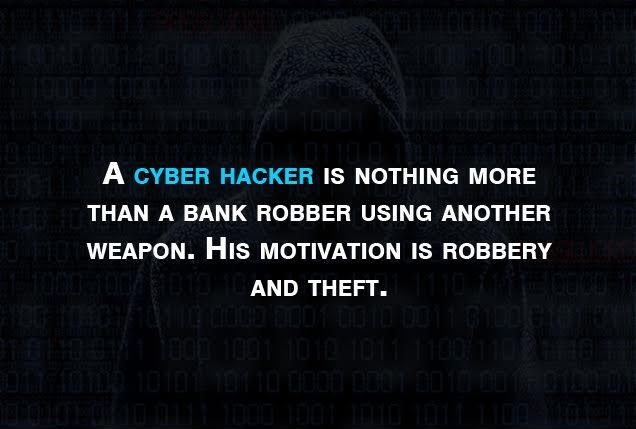 A CYBER HACKER IS NOTHING MORE
THAN A BANK ROBBER USING ANOTHER
WEAPON. HIS MOTIVATION IS ROBBERY
AND THEFT.